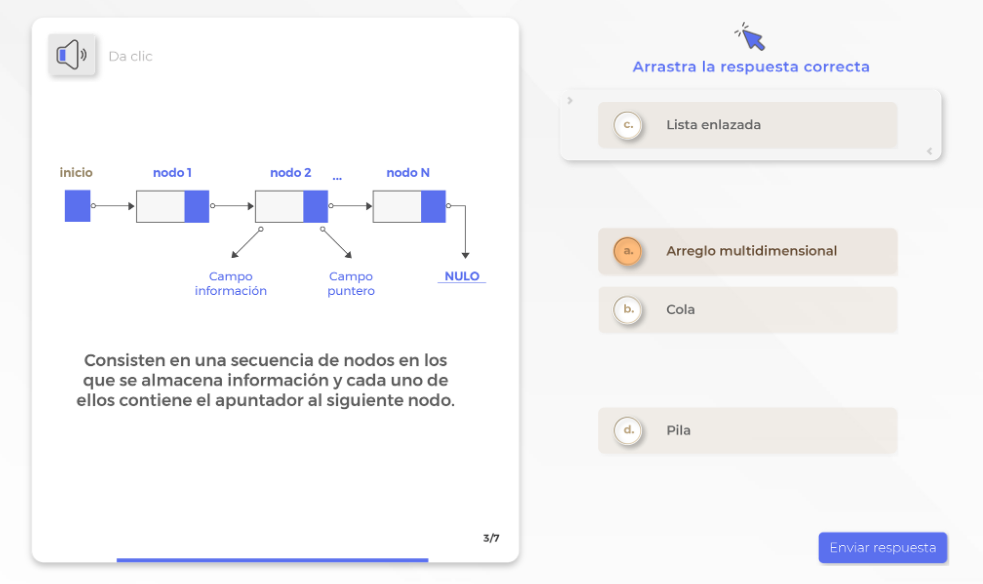 Da clic
inicio
nodo 1
nodo 2
...
nodo N
Campo
información
Campo
puntero
NULO
Consisten en una secuencia de nodos en los
que se almacena información y cada uno de
ellos contiene el apuntador al siguiente nodo.
3/7
Arrastra la respuesta correcta
c. Lista enlazada
a. Arreglo multidimensional
b. Cola
d. Pila
Enviar respuesta